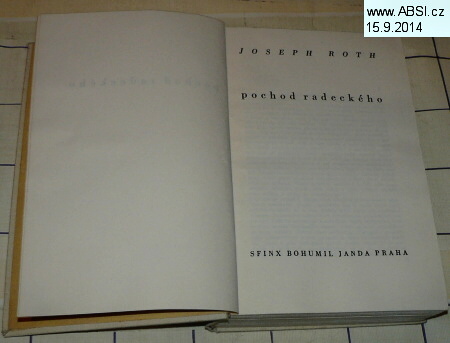 www.ABSI.cz
15.9.2014
JOSEPH ROTH
pochod radeckého
SFINX BOHUMIL JANDA PRAHA